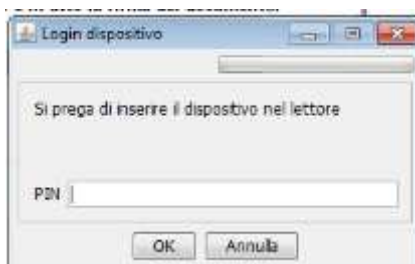 Login dispositivo
Si prega di inserire il dispositivo nel lettore
PIN
OK
Annulla